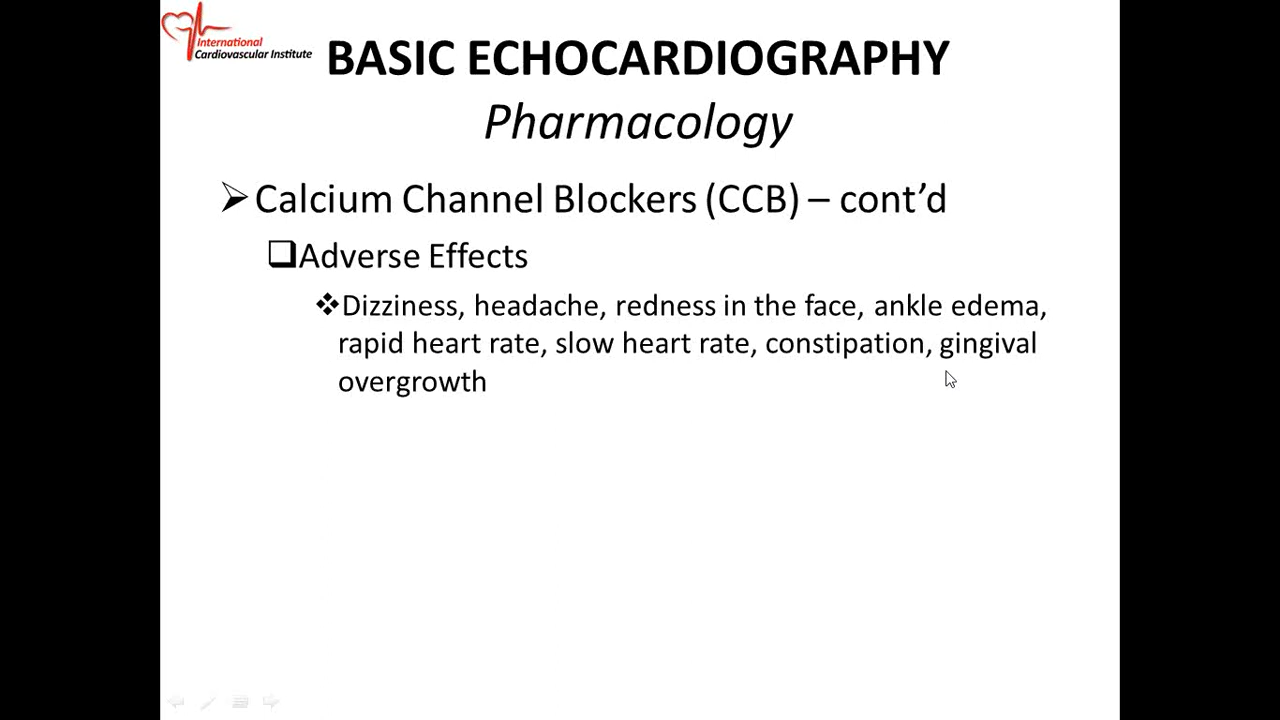 International
Cardiovascular Institute
BASIC ECHOCARDIOGRAPHY
Pharmacology
Calcium Channel Blockers (CCB) – cont’d
Adverse Effects
Dizziness, headache, redness in the face, ankle edema,
rapid heart rate, slow heart rate, constipation, gingival
overgrowth